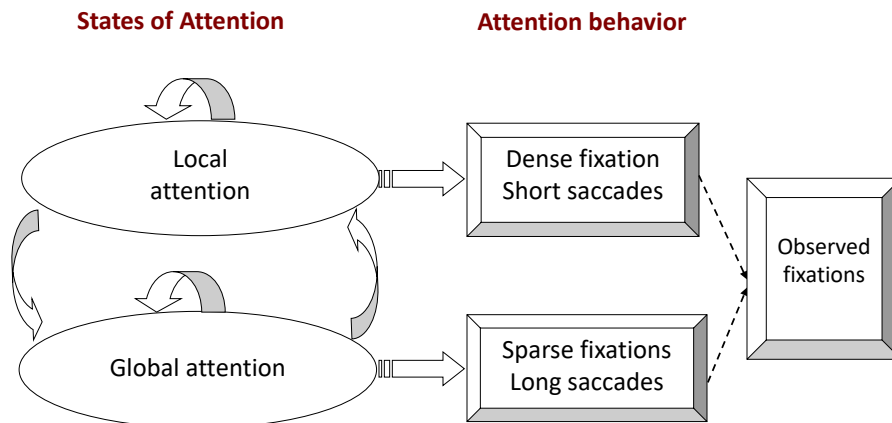 States of Attention
Attention behavior
Local
attention
Dense fixation
Short saccades
Observed
fixations
Global attention
Sparse fixations
Long saccades